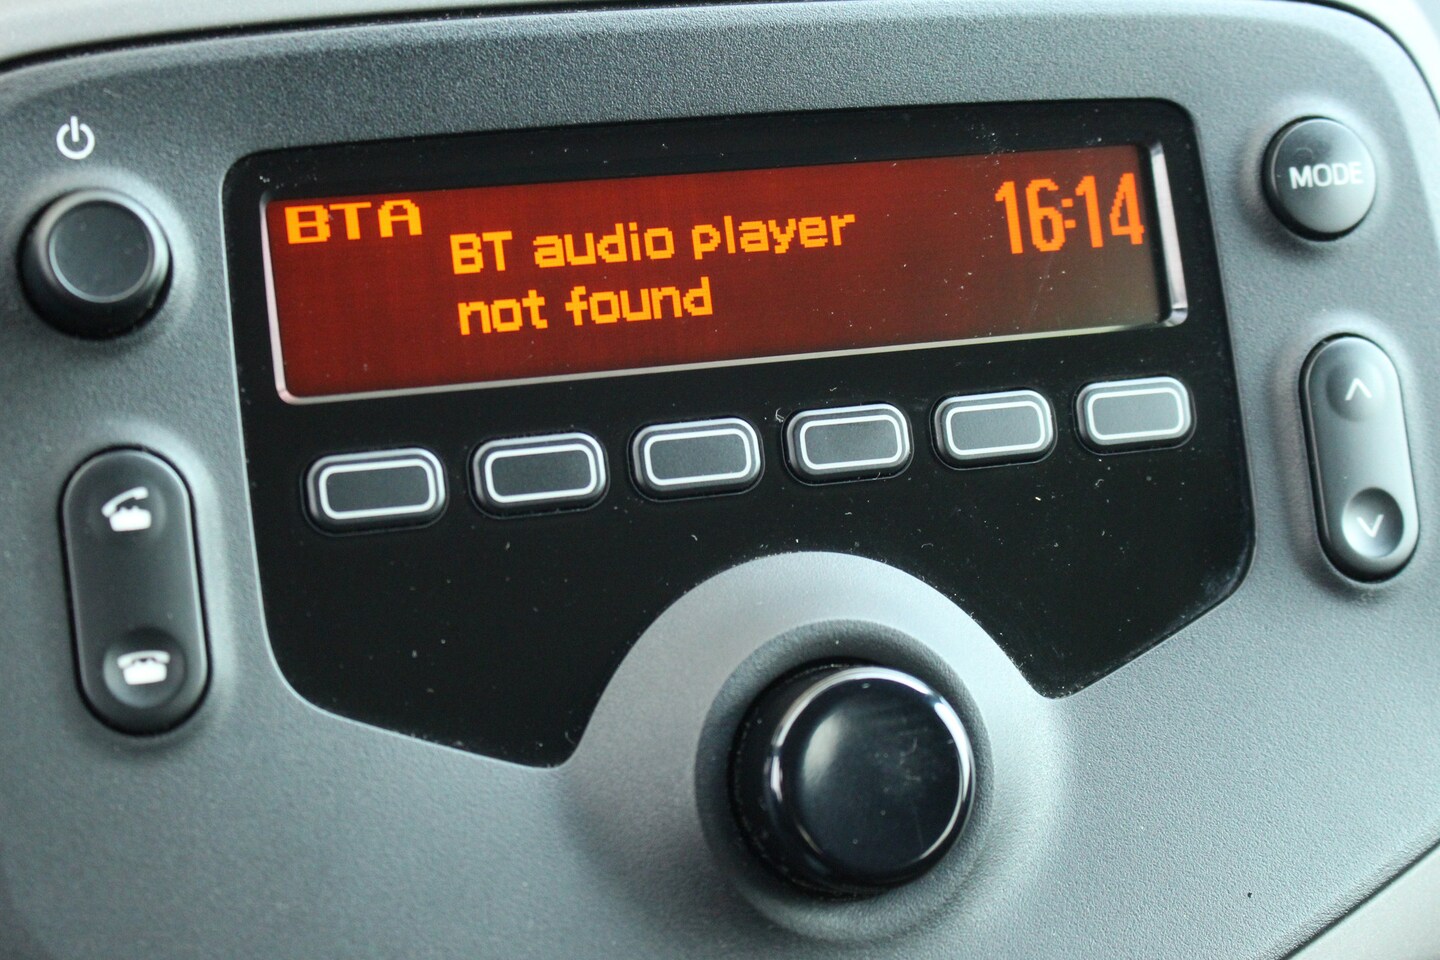 BTA
BT audio player
not found
16:14
MODE